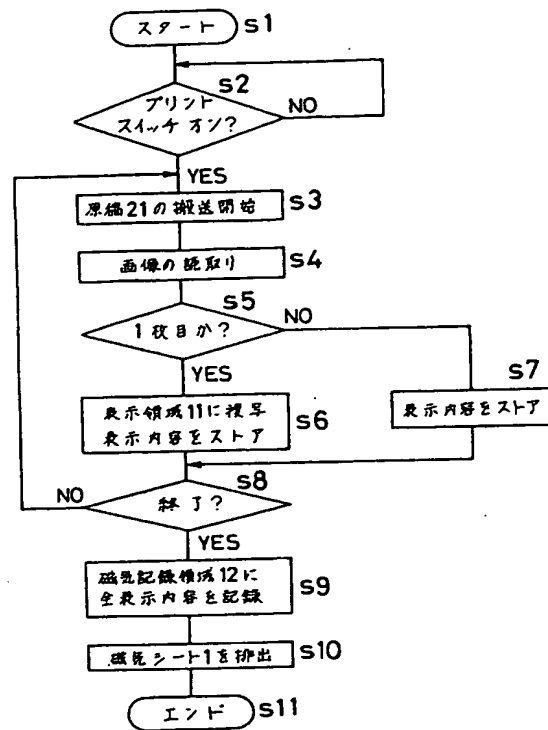 スタート s1
s2
プリント
スイッチオン?
NO
YES
原稿21の搬送開始 s3
画像の読取り s4
s5
1枚目か?
NO
YES
s7
表示領域11に複写
表示内容をストア
s6
表示内容をストア
s8
NO
終了?
YES
磁気記録領域12に
全表示内容を記録
s9
磁気シート1を排出 s10
エンド s11